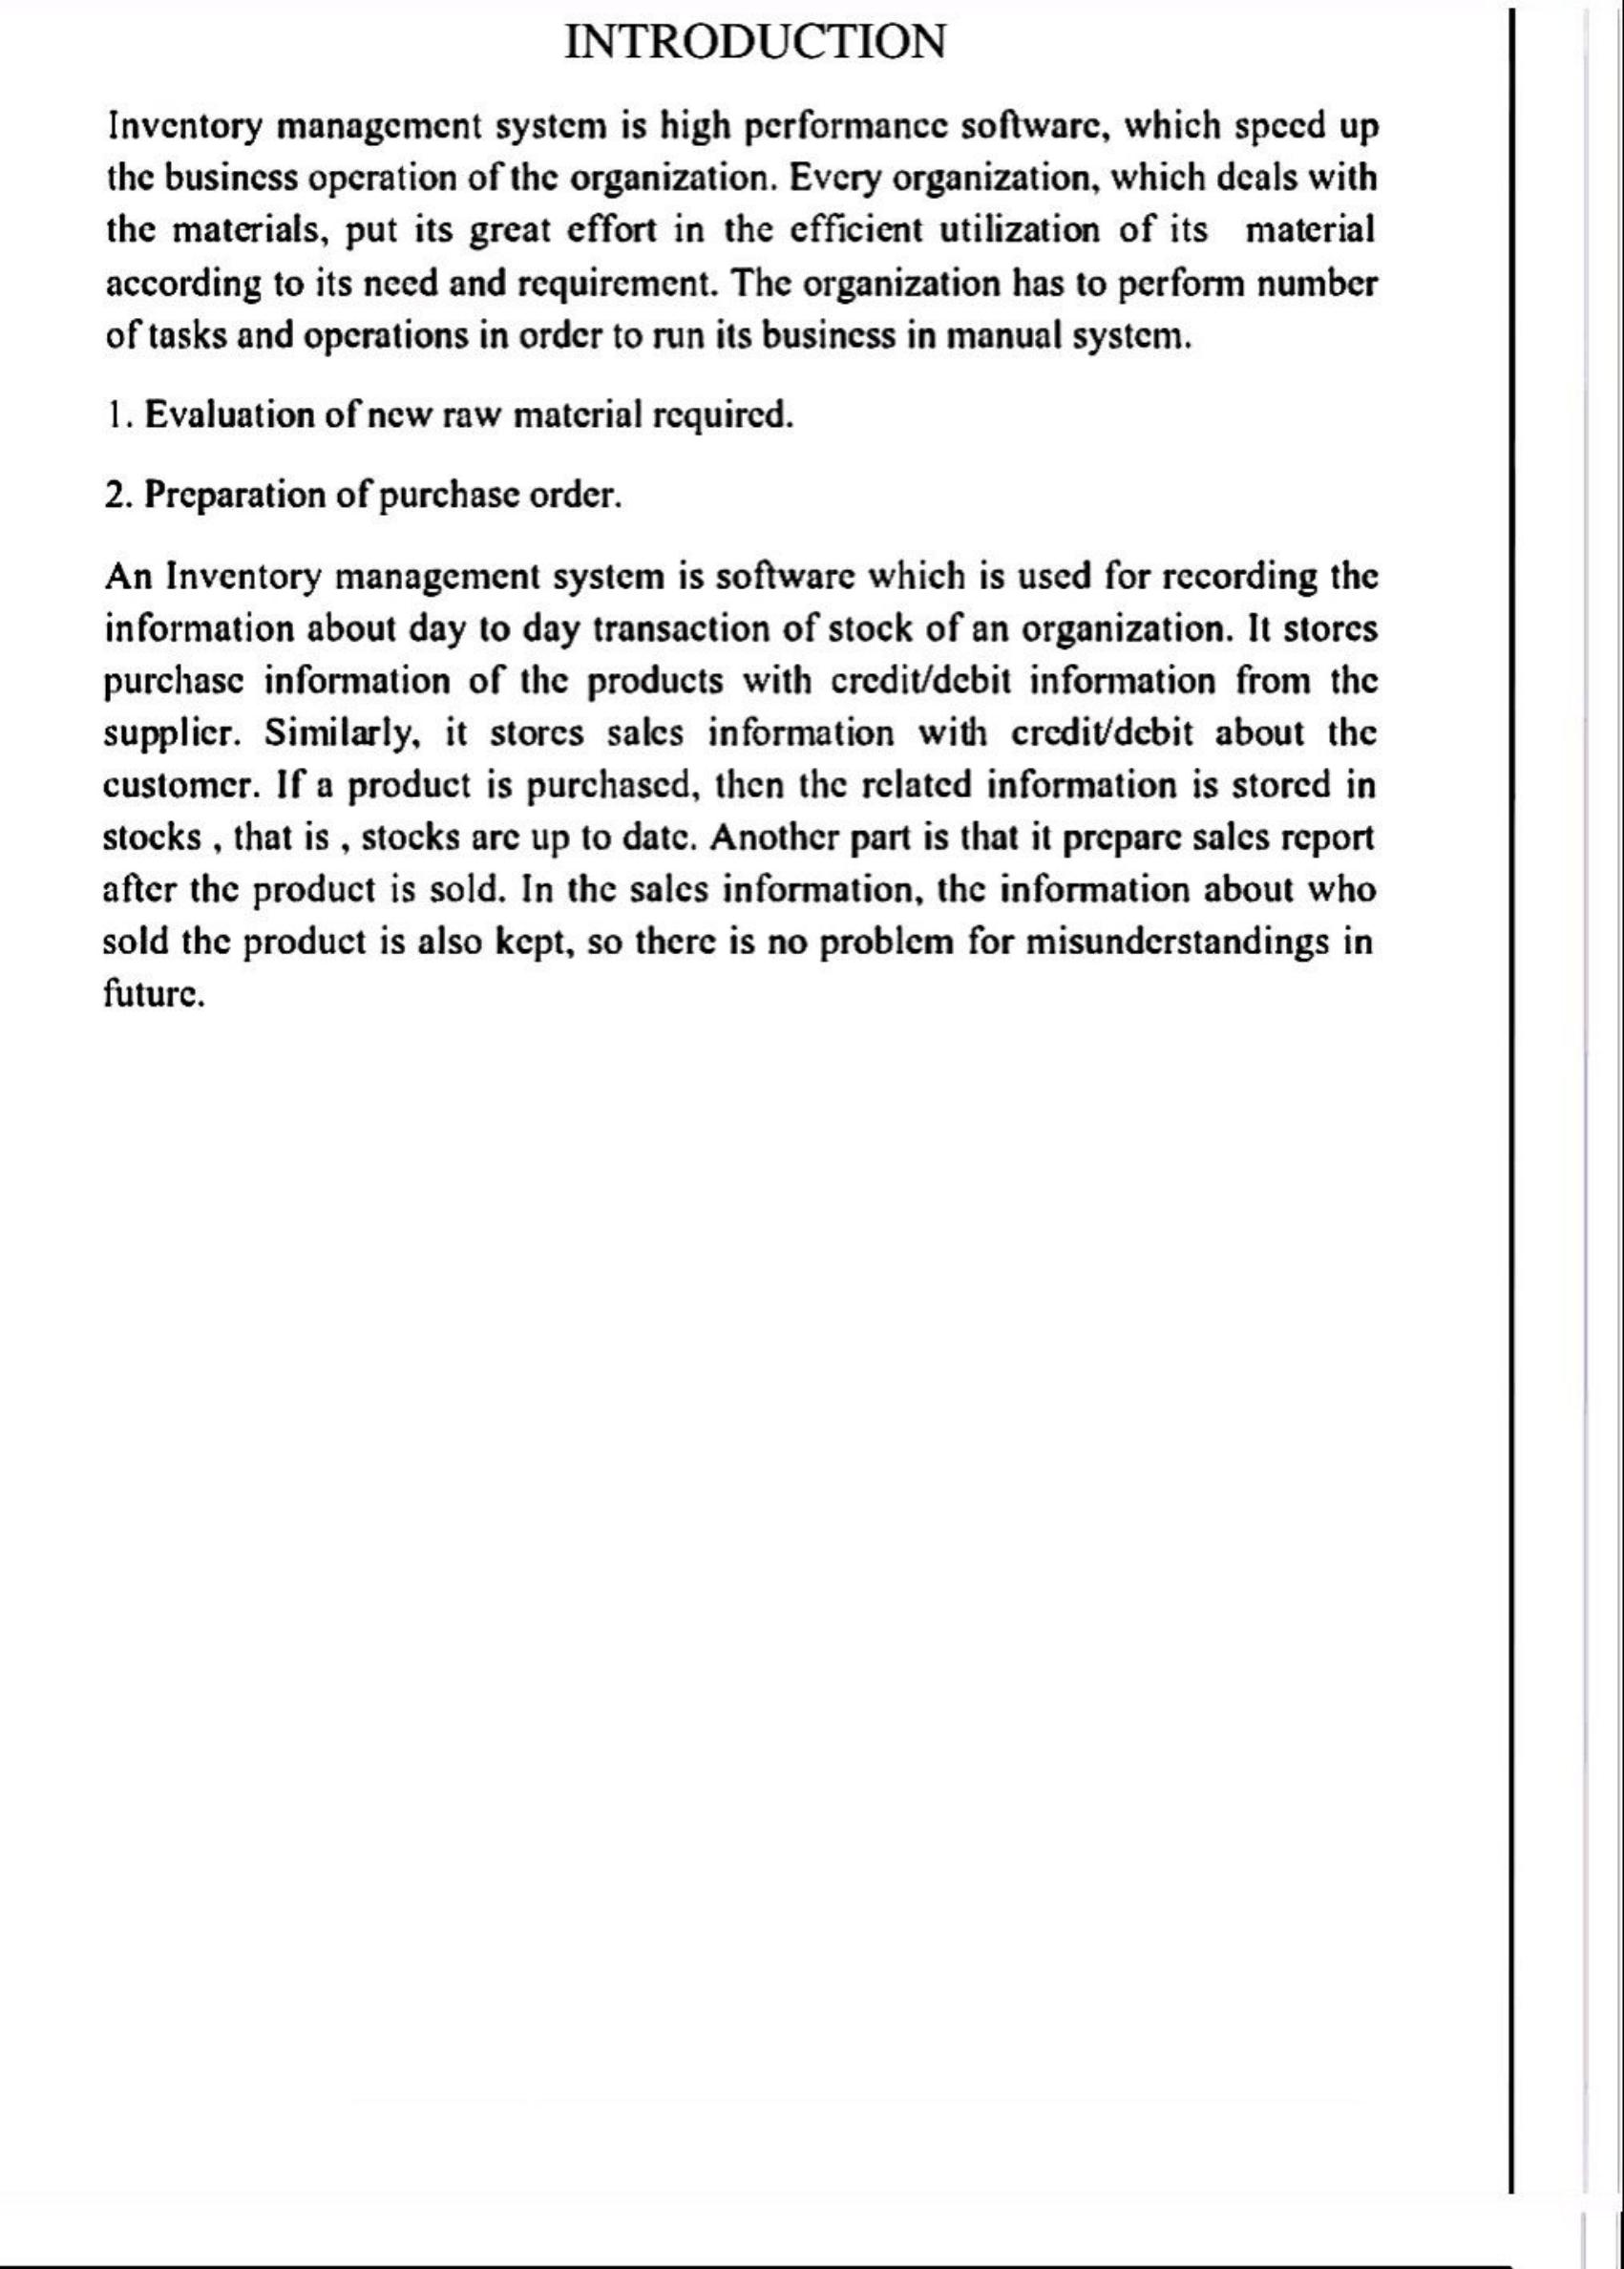 INTRODUCTION
Inventory management system is high performance software, which speed up
the business operation of the organization. Every organization, which deals with
the materials, put its great effort in the efficient utilization of its material
according to its need and requirement. The organization has to perform number
of tasks and operations in order to run its business in manual system.
1. Evaluation of new raw material required.
2. Preparation of purchase order.
An Inventory management system is software which is used for recording the
information about day to day transaction of stock of an organization. It stores
purchase information of the products with credit/debit information from the
supplier. Similarly, it stores sales information with credit/debit about the
customer. If a product is purchased, then the related information is stored in
stocks , that is , stocks are up to date. Another part is that it prepare sales report
after the product is sold. In the sales information, the information about who
sold the product is also kept, so there is no problem for misunderstandings in
future.